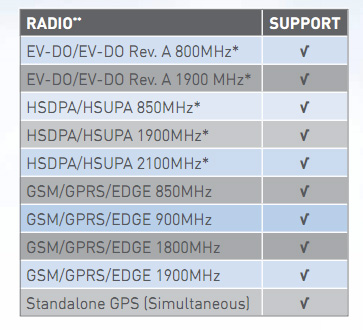 RADIO** SUPPORT
EV-DO/EV-DO Rev. A 800MHz* √
EV-DO/EV-DO Rev. A 1900 MHz* √
HSDPA/HSUPA 850MHz* √
HSDPA/HSUPA 1900MHz* √
HSDPA/HSUPA 2100MHz* √
GSM/GPRS/EDGE 850MHz √
GSM/GPRS/EDGE 900MHz √
GSM/GPRS/EDGE 1800MHz √
GSM/GPRS/EDGE 1900MHz √
Standalone GPS (Simultaneous) √